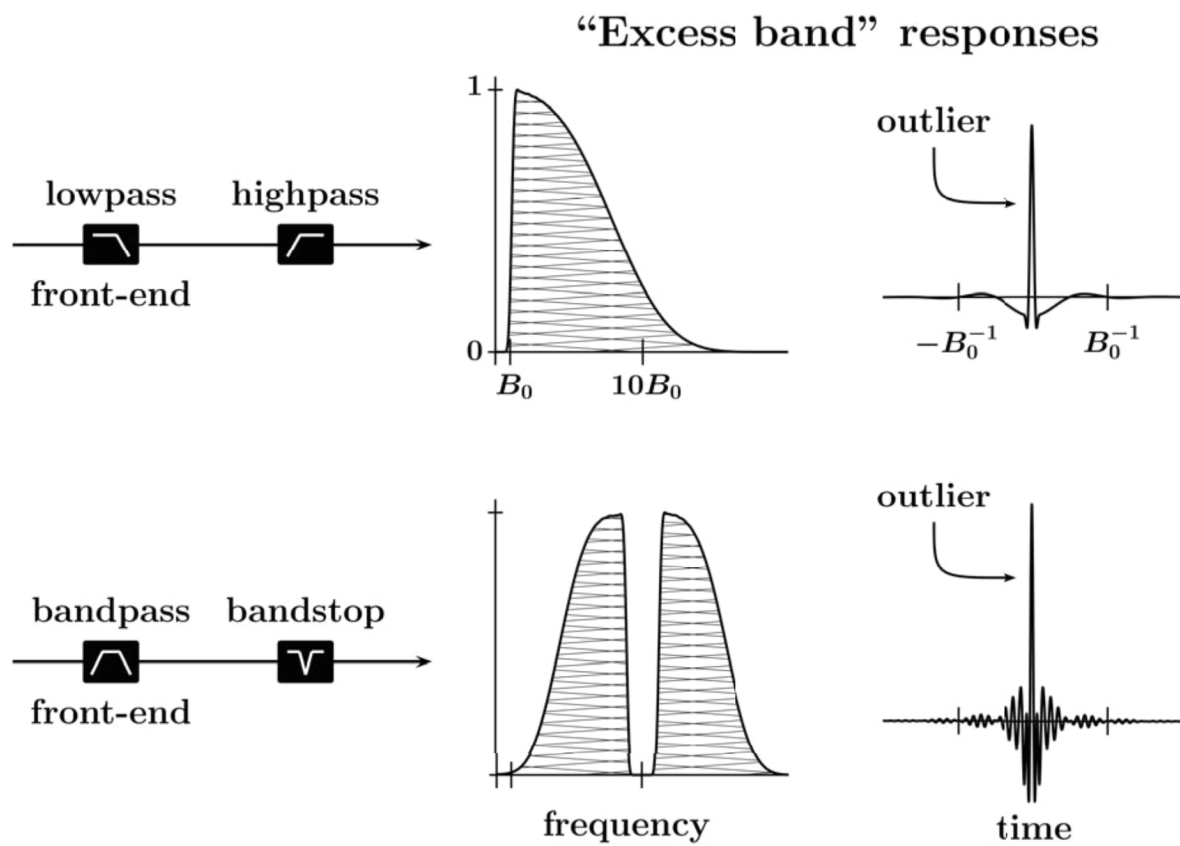 “Excess band” responses
1
0
B₀
10B₀
lowpass
highpass
front-end
outlier
−B₀⁻¹
B₀⁻¹
bandpass
bandstop
front-end
frequency
outlier
time